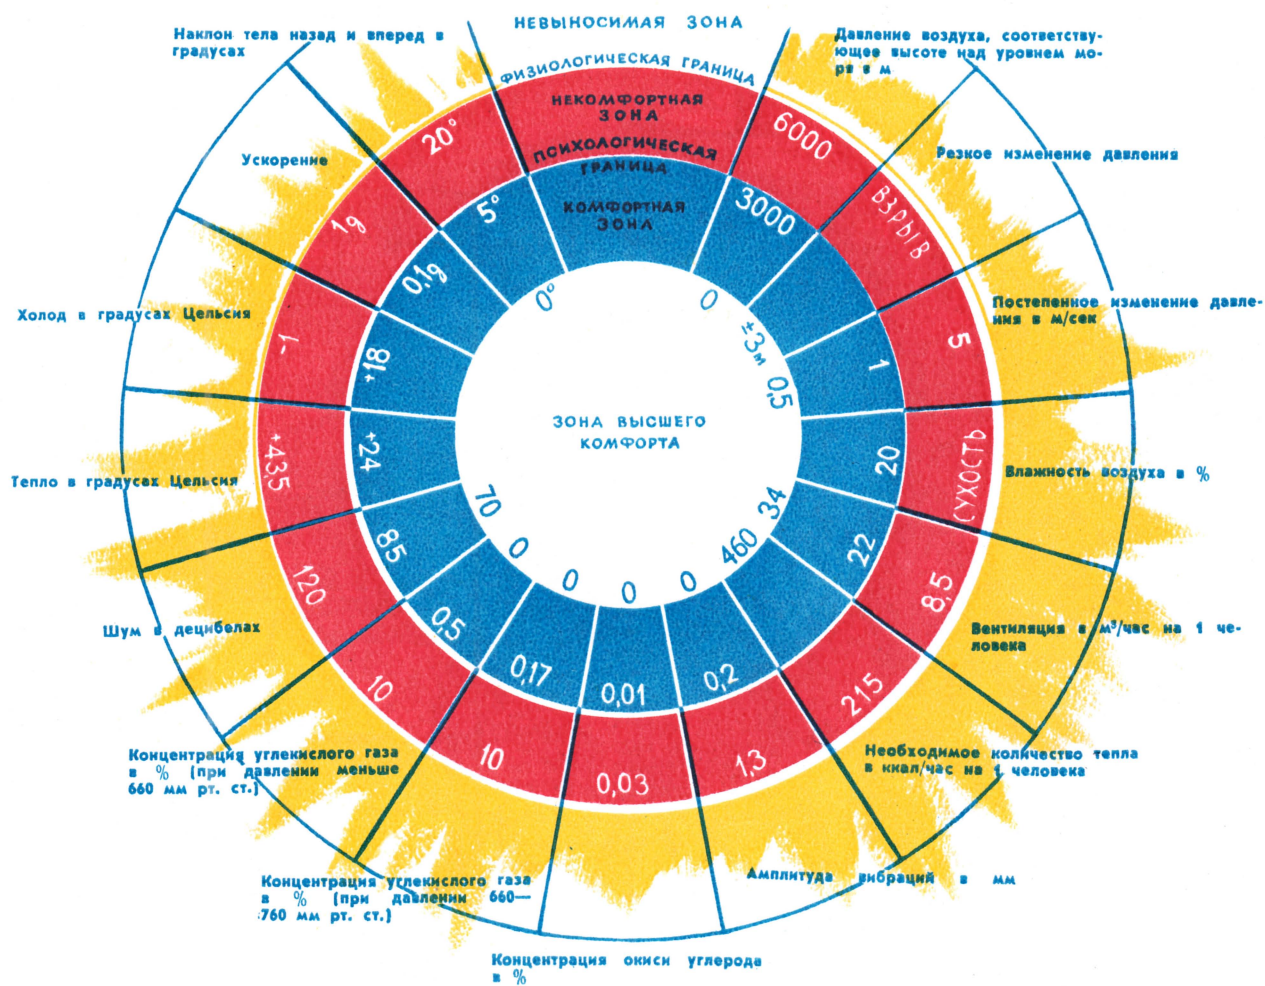 НЕВЫНОСИМАЯ ЗОНА
ФИЗИОЛОГИЧЕСКАЯ ГРАНИЦА
НЕКОМФОРТНАЯ
ЗОНА
ПСИХОЛОГИЧЕСКАЯ
ГРАНИЦА
КОМФОРТНАЯ
ЗОНА
ЗОНА ВЫСШЕГО
КОМФОРТА
Давление воздуха, соответству-
ющее высоте над уровнем мо-
ря в м
6000
3000
0
Резкое изменение давления
ВЗРЫВ
±3м
Постепенное изменение давле-
ния в м/сек
5
1
0,5
Влажность воздуха в %
СУХОСТЬ
20
34
Вентиляция в м³/час на 1 че-
ловека
8,5
22
460
Необходимое количество тепла
в ккал/час на 1 человека
215
0
Амплитуда вибраций в мм
1,3
0,2
0
Концентрация окиси углерода
в %
0,03
0,01
0
Концентрация углекислого газа
в % (при давлении 660—
760 мм рт. ст.)
10
0,17
0
Концентрация углекислого газа
в % (при давлении меньше
660 мм рт. ст.)
10
0,5
70
Шум в децибелах
120
85
Тепло в градусах Цельсия
+435
+24
Холод в градусах Цельсия
-1
+18
Ускорение
1g
0,1g
Наклон тела назад и вперед в
градусах
20°
5°
0°